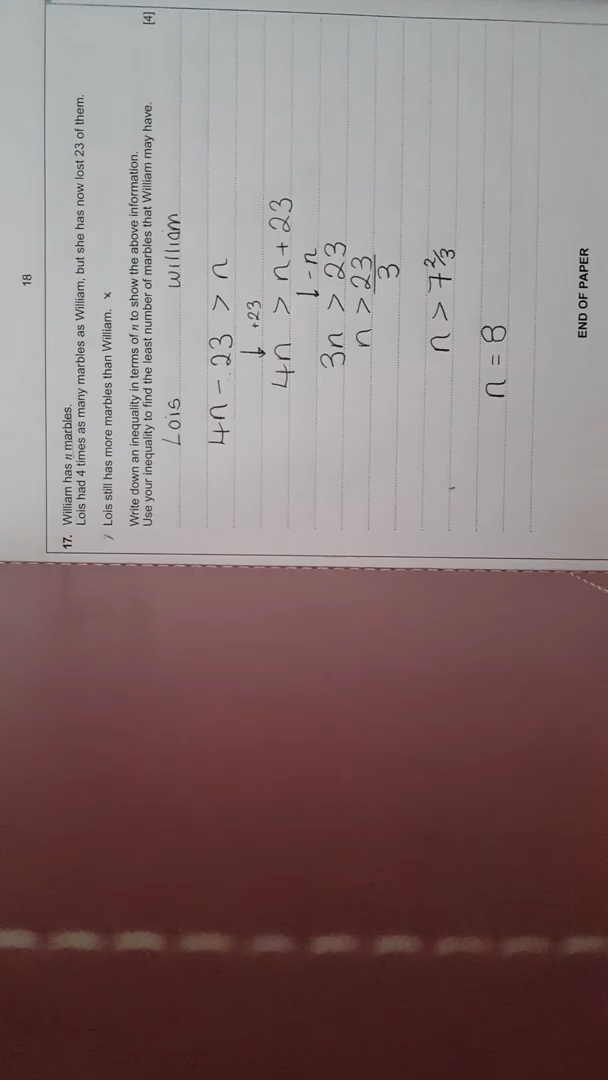 18
17. William has n marbles.
Lois had 4 times as many marbles as William, but she has now lost 23 of them.
Lois still has more marbles than William. x
Write down an inequality in terms of n to show the above information.
Use your inequality to find the least number of marbles that William may have.
[4]
Lois William
4n - 23 > n
↓ +23
4n > n + 23
↓ -n
3n > 23
n > 23/3
n > 7 2/3
n = 8
END OF PAPER